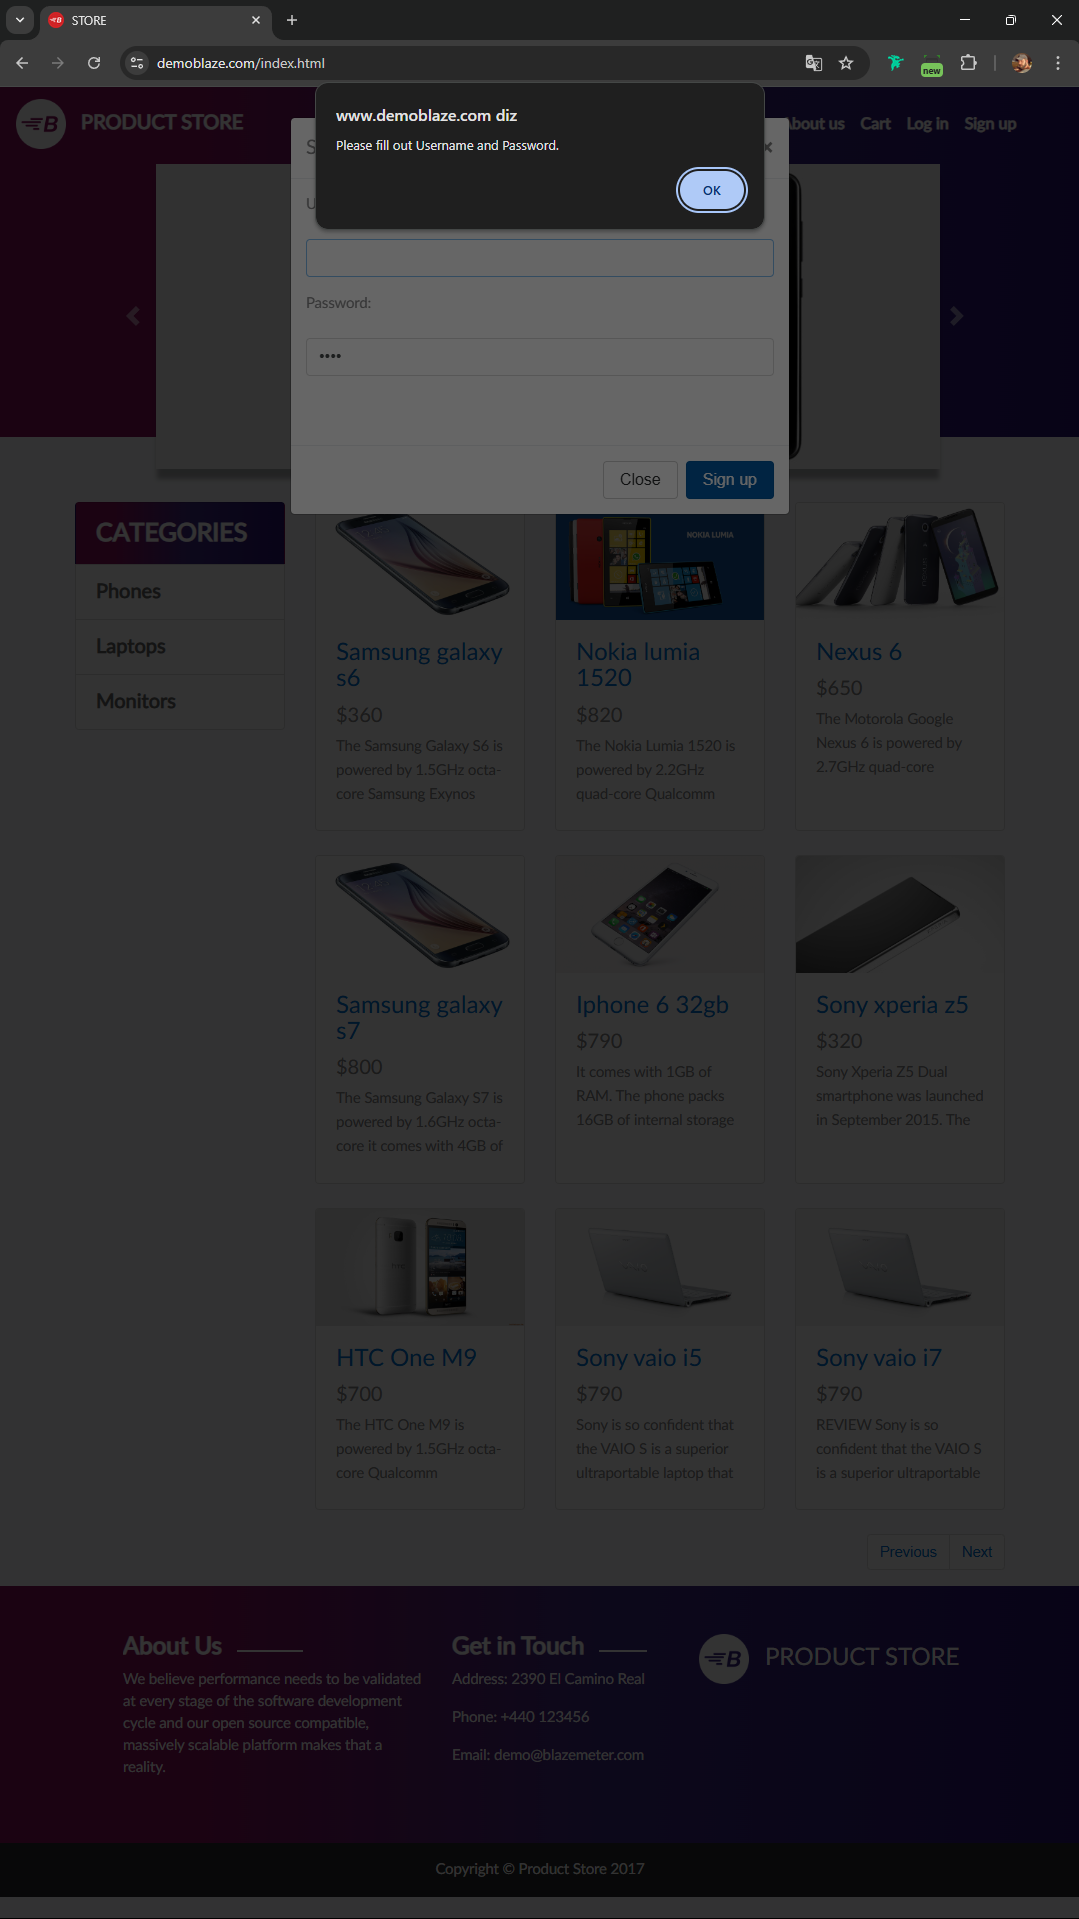 STORE
demoblaze.com/index.html
new
PRODUCT STORE
About us Cart Log in Sign up
www.demoblaze.com diz
Please fill out Username and Password.
OK
Password:
••••
Close Sign up
CATEGORIES
Phones
Laptops
Monitors
Samsung galaxy
s6
$360
The Samsung Galaxy S6 is
powered by 1.5GHz octa-
core Samsung Exynos
NOKIA LUMIA
Nokia lumia
1520
$820
The Nokia Lumia 1520 is
powered by 2.2GHz
quad-core Qualcomm
Nexus 6
$650
The Motorola Google
Nexus 6 is powered by
2.7GHz quad-core
Samsung galaxy
s7
$800
The Samsung Galaxy S7 is
powered by 1.6GHz octa-
core it comes with 4GB of
Iphone 6 32gb
$790
It comes with 1GB of
RAM. The phone packs
16GB of internal storage
Sony xperia z5
$320
Sony Xperia Z5 Dual
smartphone was launched
in September 2015. The
HTC One M9
$700
The HTC One M9 is
powered by 1.5GHz octa-
core Qualcomm
Sony vaio i5
$790
Sony is so confident that
the VAIO S is a superior
ultraportable laptop that
Sony vaio i7
$790
REVIEW Sony is so
confident that the VAIO S
is a superior ultraportable
Previous Next
About Us
We believe performance needs to be validated
at every stage of the software development
cycle and our open source compatible,
massively scalable platform makes that a
reality.
Get in Touch
Address: 2390 El Camino Real
Phone: +440 123456
Email: demo@blazemeter.com
B PRODUCT STORE
Copyright © Product Store 2017